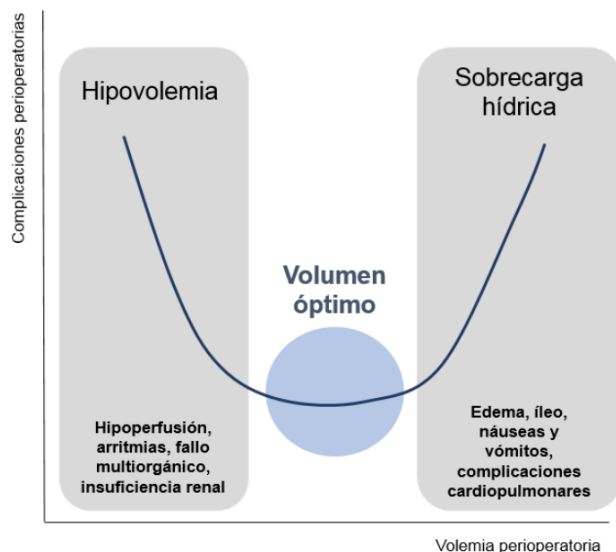 Complicaciones perioperatorias
Hipovolemia
Sobrecarga
hídrica
Volumen
óptimo
Hipoperfusión,
arritmias, fallo
multiorgánico,
insuficiencia renal
Edema, íleo,
náuseas y
vómitos,
complicaciones
cardiopulmonares
Volemia perioperatoria